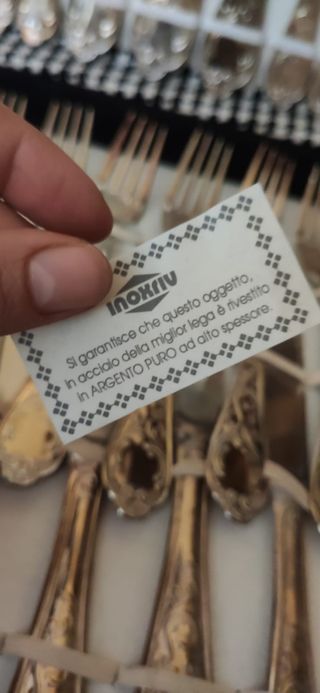 INOXRIV
Si garantisce che questo oggetto,
in acciaio della miglior lega è rivestito
in ARGENTO PURO ad alto spessore.